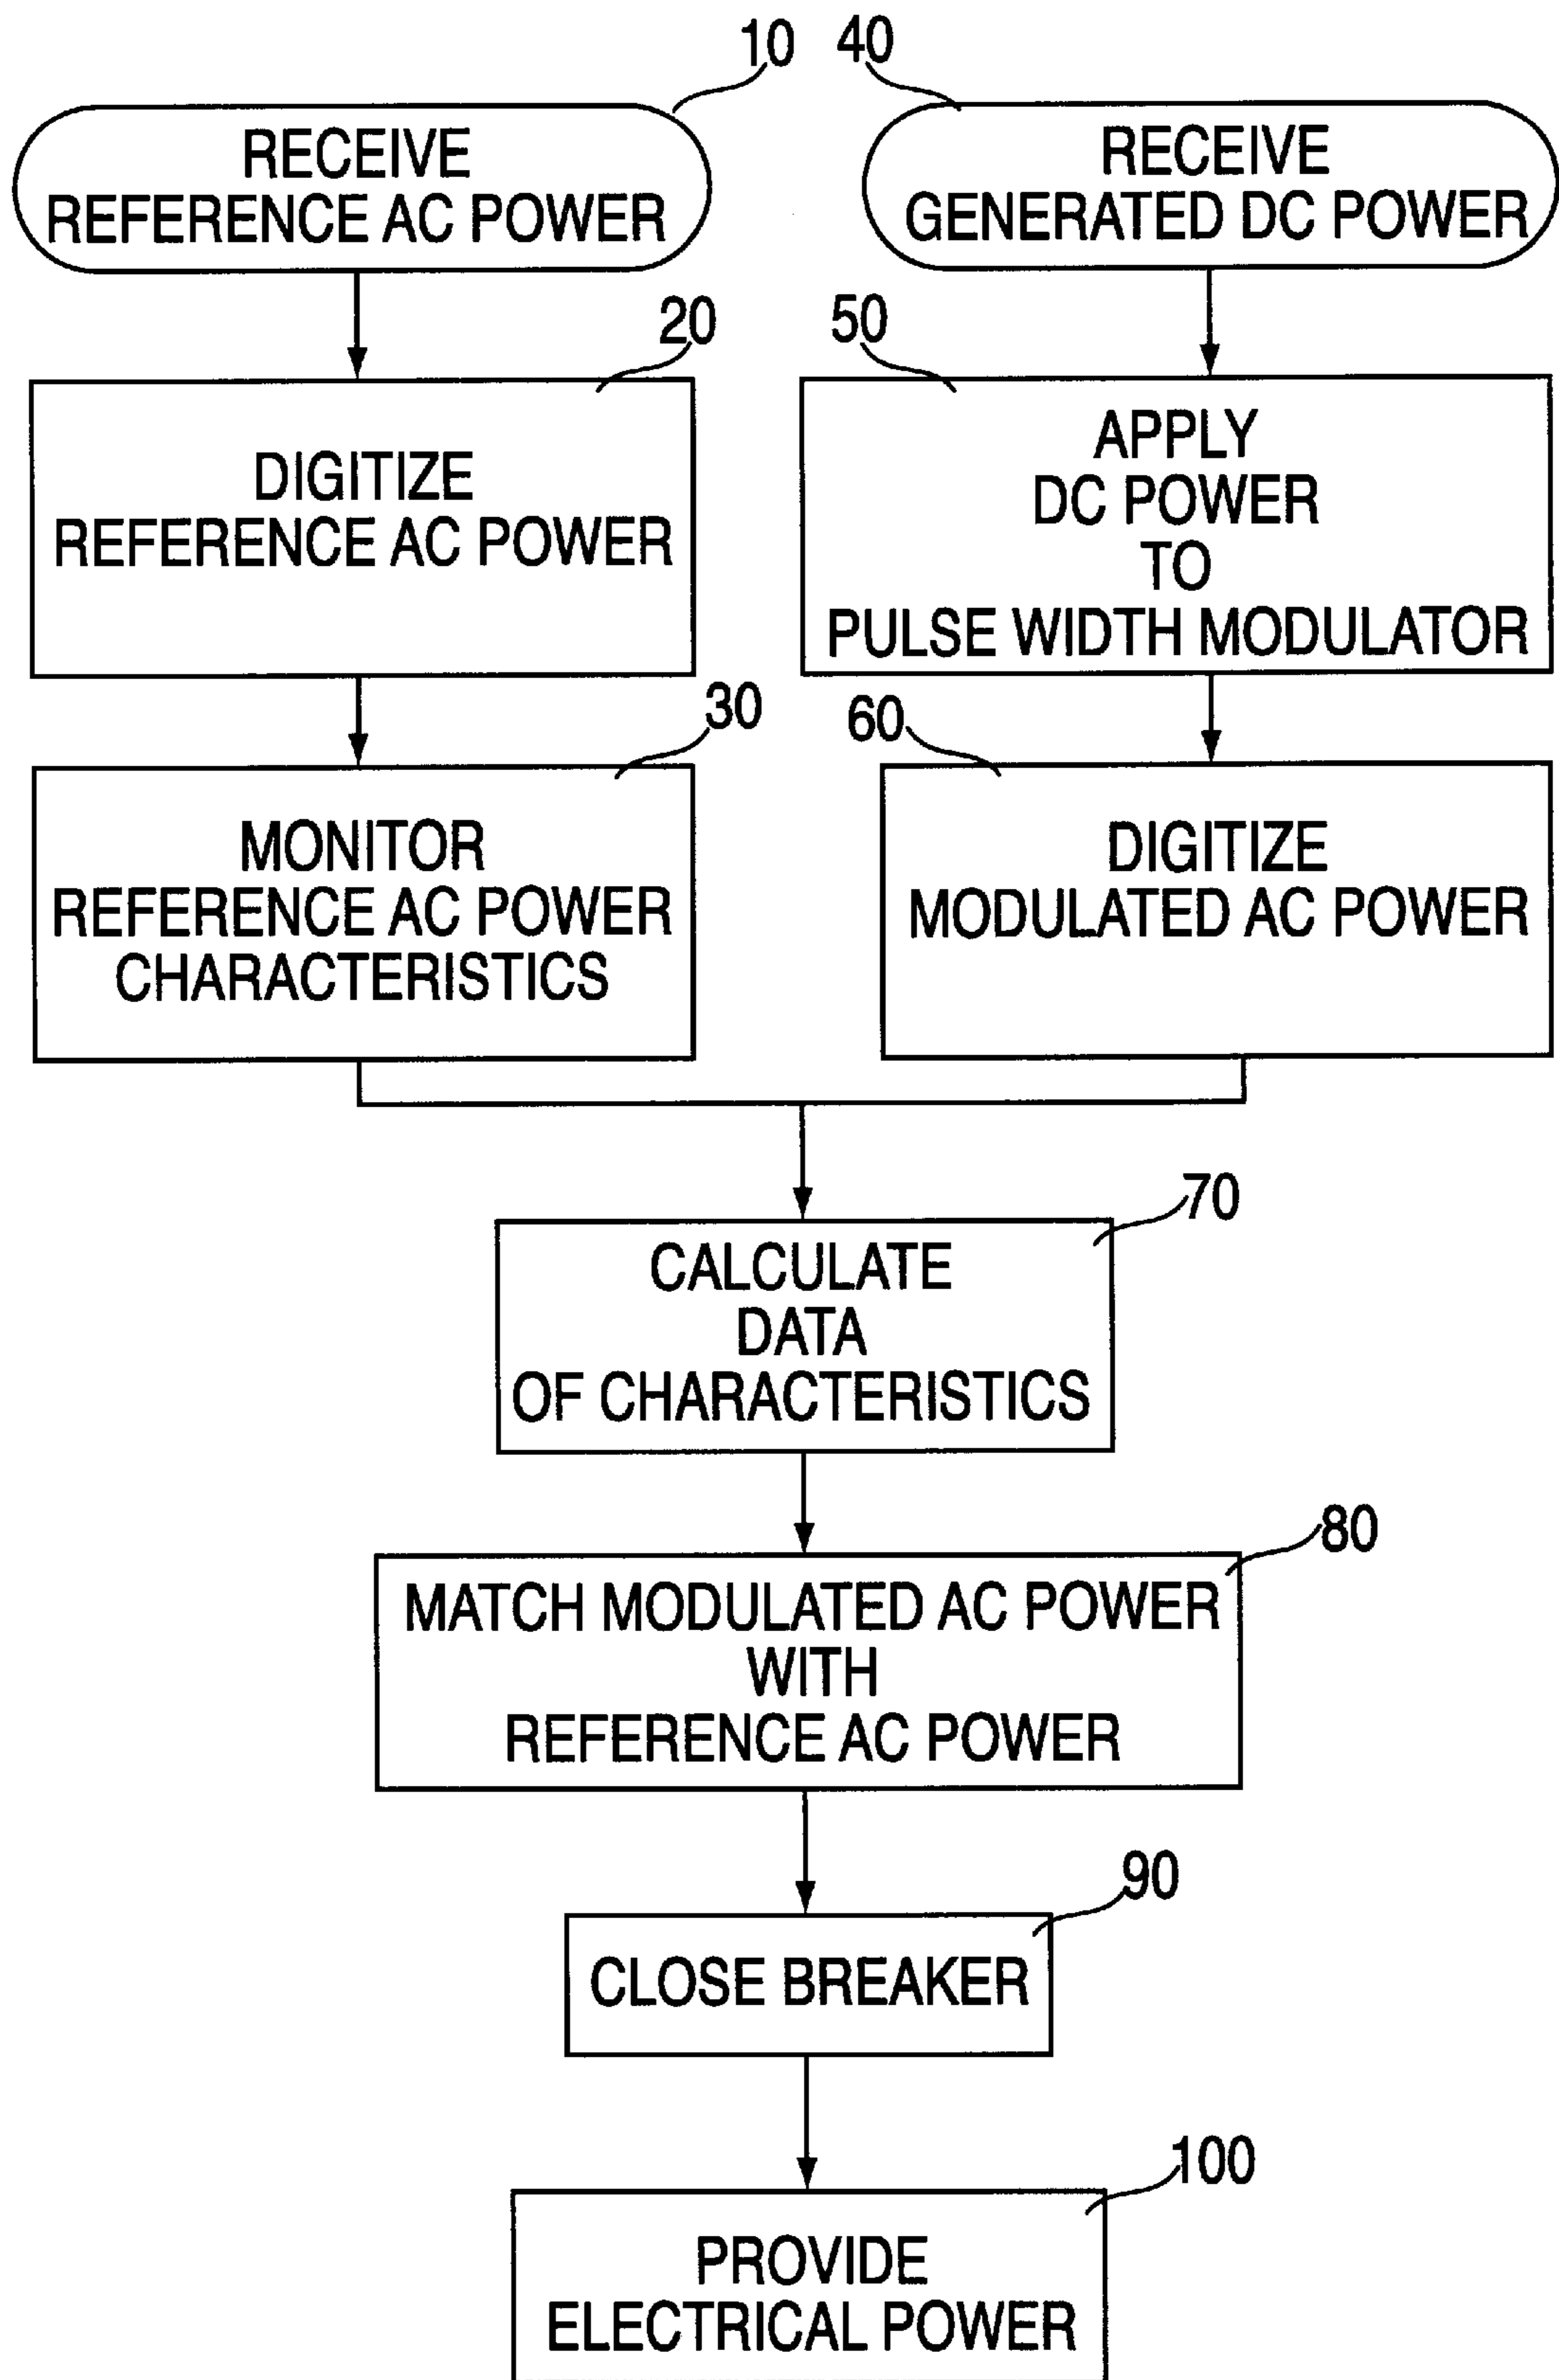 10
RECEIVE
REFERENCE AC POWER
20
DIGITIZE
REFERENCE AC POWER
30
MONITOR
REFERENCE AC POWER
CHARACTERISTICS
40
RECEIVE
GENERATED DC POWER
50
APPLY
DC POWER
TO
PULSE WIDTH MODULATOR
60
DIGITIZE
MODULATED AC POWER
70
CALCULATE
DATA
OF CHARACTERISTICS
80
MATCH MODULATED AC POWER
WITH
REFERENCE AC POWER
90
CLOSE BREAKER
100
PROVIDE
ELECTRICAL POWER